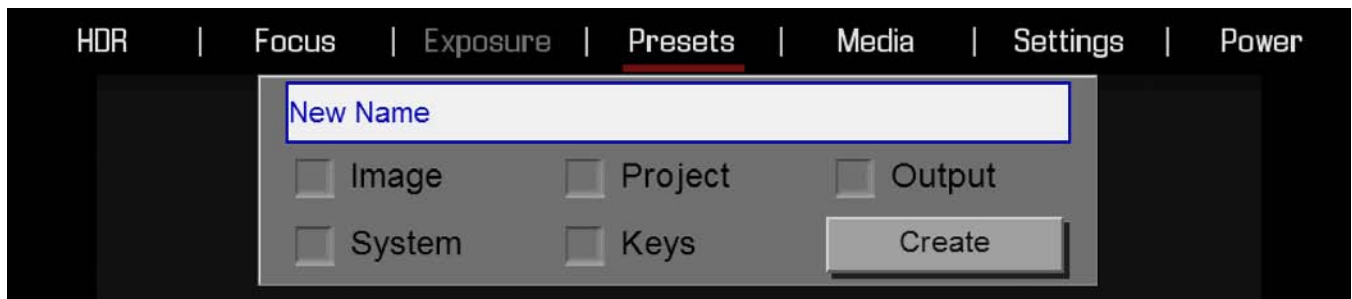 HDR | Focus | Exposure | Presets | Media | Settings | Power
New Name
Image Project Output
System Keys Create